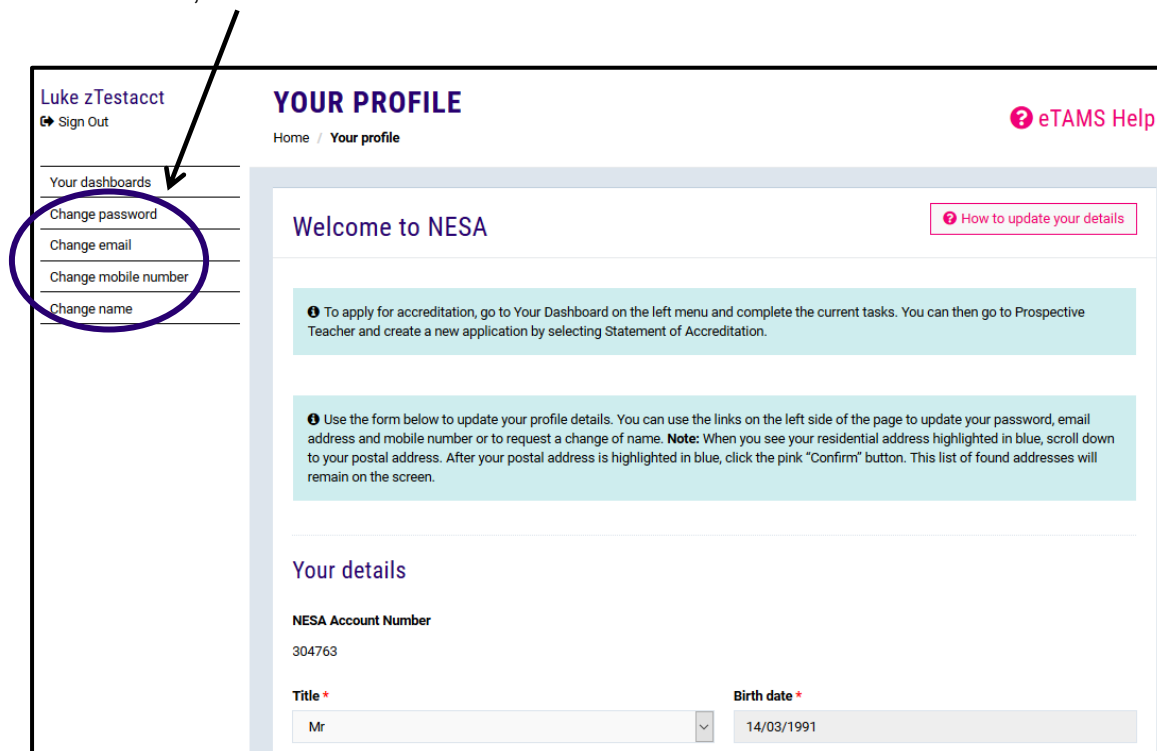 Luke zTestacct
Sign Out
Your dashboards
Change password
Change email
Change mobile number
Change name
YOUR PROFILE
Home / Your profile
eTAMS Help
Welcome to NESA
How to update your details
To apply for accreditation, go to Your Dashboard on the left menu and complete the current tasks. You can then go to Prospective
Teacher and create a new application by selecting Statement of Accreditation.
Use the form below to update your profile details. You can use the links on the left side of the page to update your password, email
address and mobile number or to request a change of name. Note: When you see your residential address highlighted in blue, scroll down
to your postal address. After your postal address is highlighted in blue, click the pink “Confirm” button. This list of found addresses will
remain on the screen.
Your details
NESA Account Number
304763
Title *
Mr
Birth date *
14/03/1991